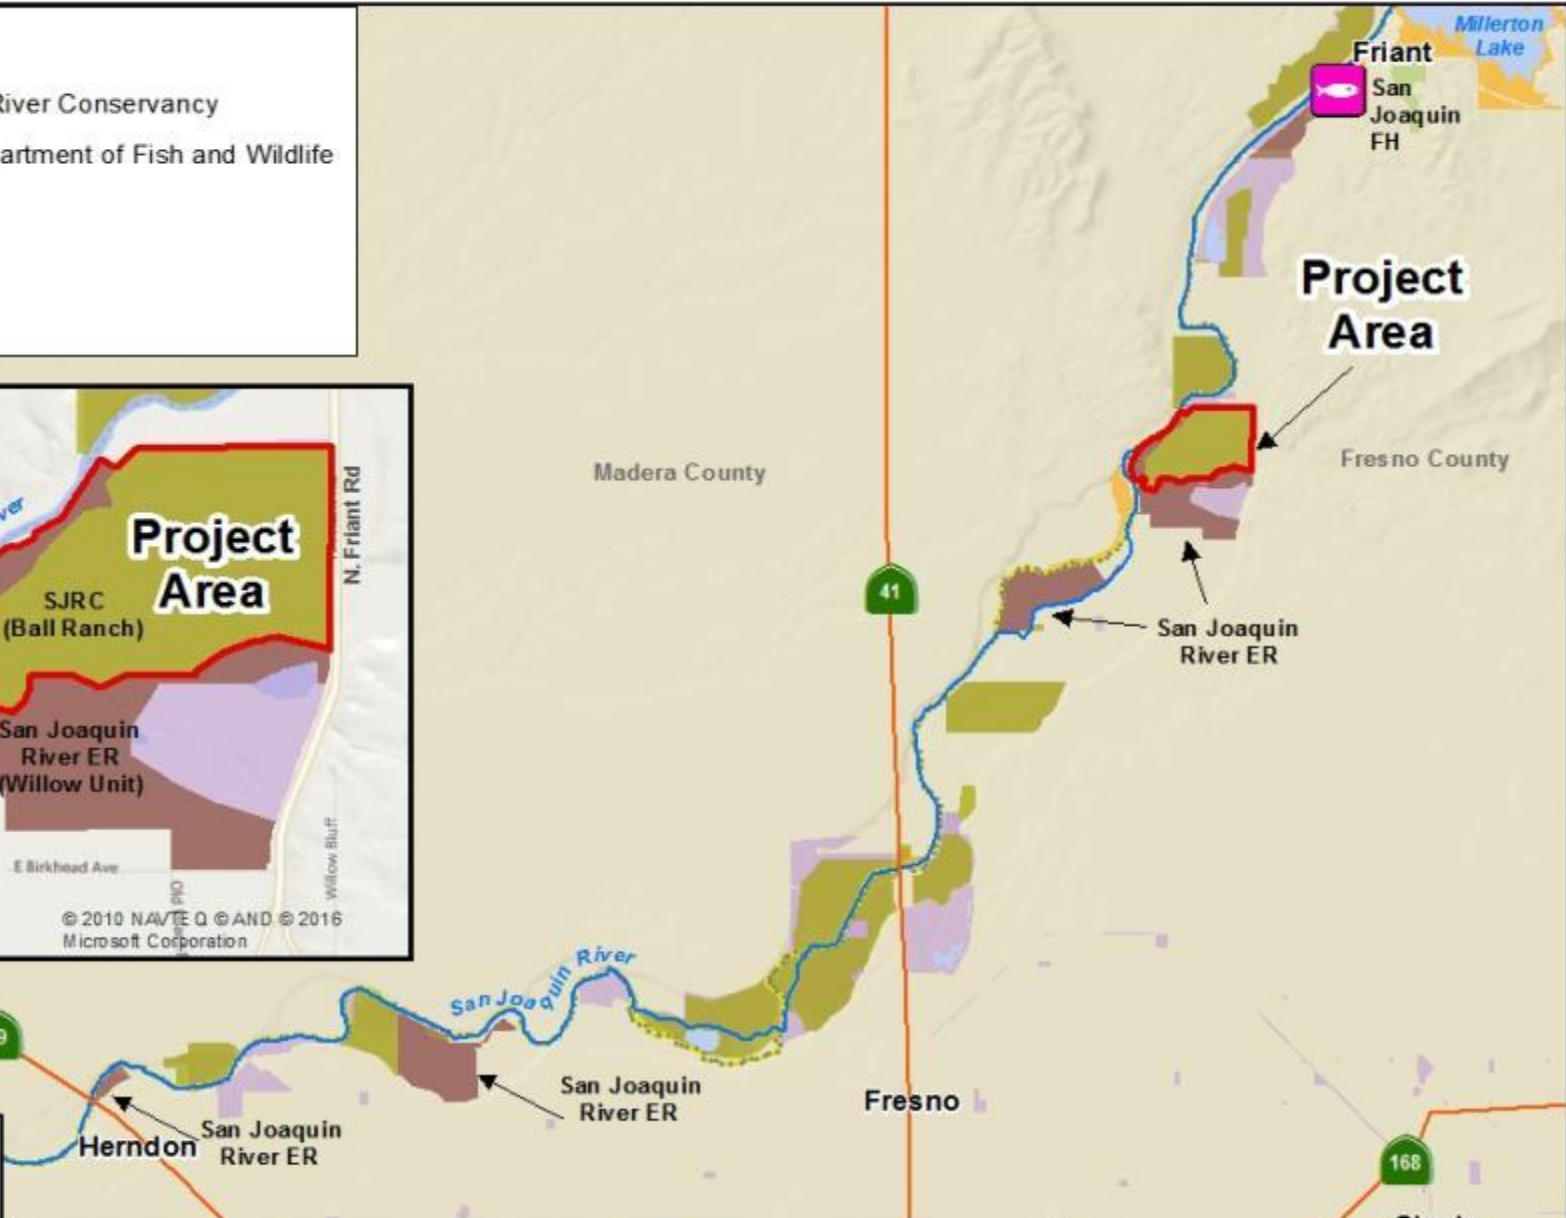 River Conservancy
artment of Fish and Wildlife
Millerton
Lake
Friant
San
Joaquin
FH
Project
Area
Madera County
Fresno County
41
San Joaquin
River ER
N. Friant Rd
Project
Area
SJRC
(Ball Ranch)
ver
San Joaquin
River ER
(Willow Unit)
E Birkhead Ave
Willow Bluff
Old
© 2010 NAVTEQ © AND © 2016
Microsoft Corporation
San Joaquin River
9
San Joaquin
River ER
San Joaquin
River ER
Herndon
Fresno
168